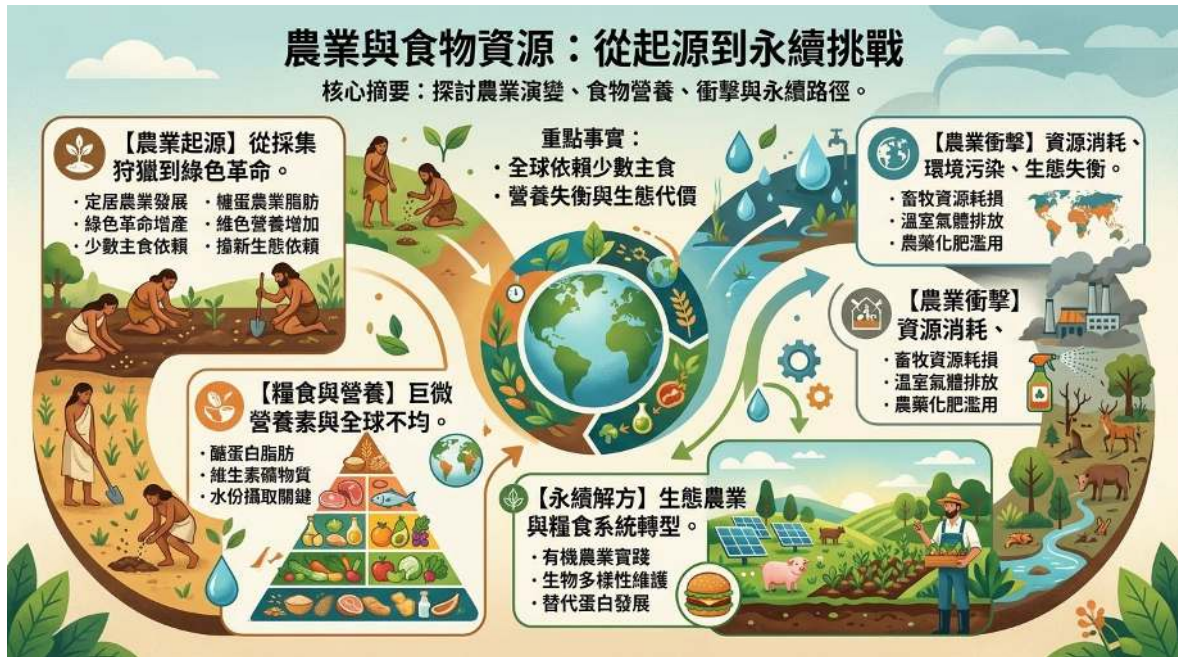 農業與食物資源：從起源到永續挑戰
核心摘要：探討農業演變、食物營養、衝擊與永續路徑。
【農業起源】從採集
狩獵到綠色革命。
·定居農業發展
·綠色革命增產
·少數主食依賴
·糖蛋農業脂肪
·維色營養增加
·擔新生態依賴
重點事實：
·全球依賴少數主食
·營養失衡與生態代價
【農業衝擊】資源消耗、
環境污染、生態失衡。
·畜牧資源耗損
·溫室氣體排放
·農藥化肥濫用
【農業衝擊】
資源消耗、
·畜牧資源耗損
·溫室氣體排放
·農藥化肥濫用
【糧食與營養】巨微
營養素與全球不均。
·醣蛋白脂肪
·維生素礦物質
·水份攝取關鍵
【永續解方】生態農業
與糧食系統轉型。
·有機農業實踐
·生物多樣性維護
·替代蛋白發展